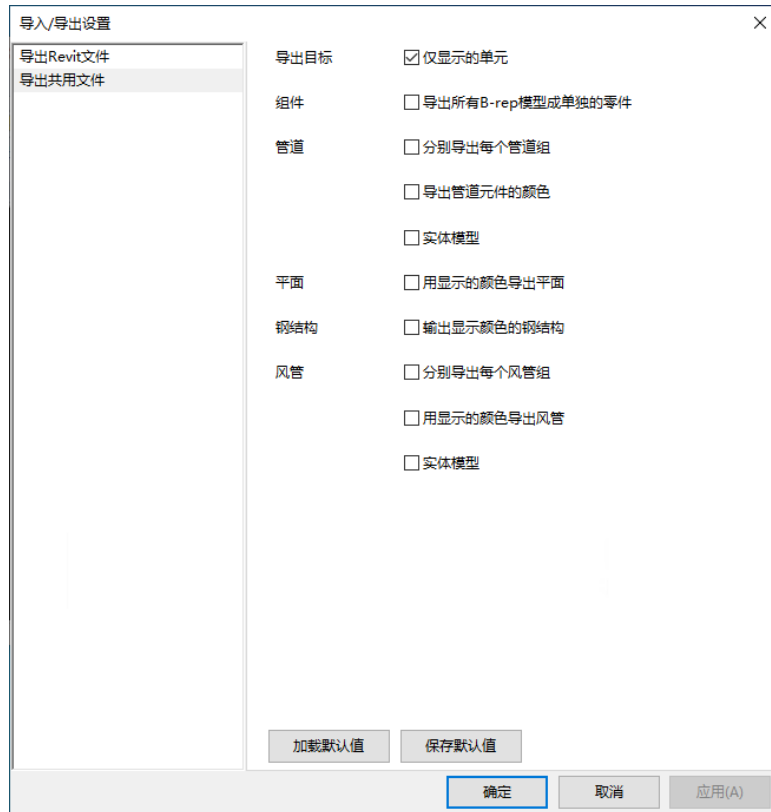 导入/导出设置
导出Revit文件
导出共用文件
导出目标 仅显示的单元
组件 导出所有B-rep模型成单独的零件
管道 分别导出每个管道组
导出管道元件的颜色
实体模型
平面 用显示的颜色导出平面
钢结构 输出显示颜色的钢结构
风管 分别导出每个风管组
用显示的颜色导出风管
实体模型
加载默认值 保存默认值
确定 取消 应用(A)